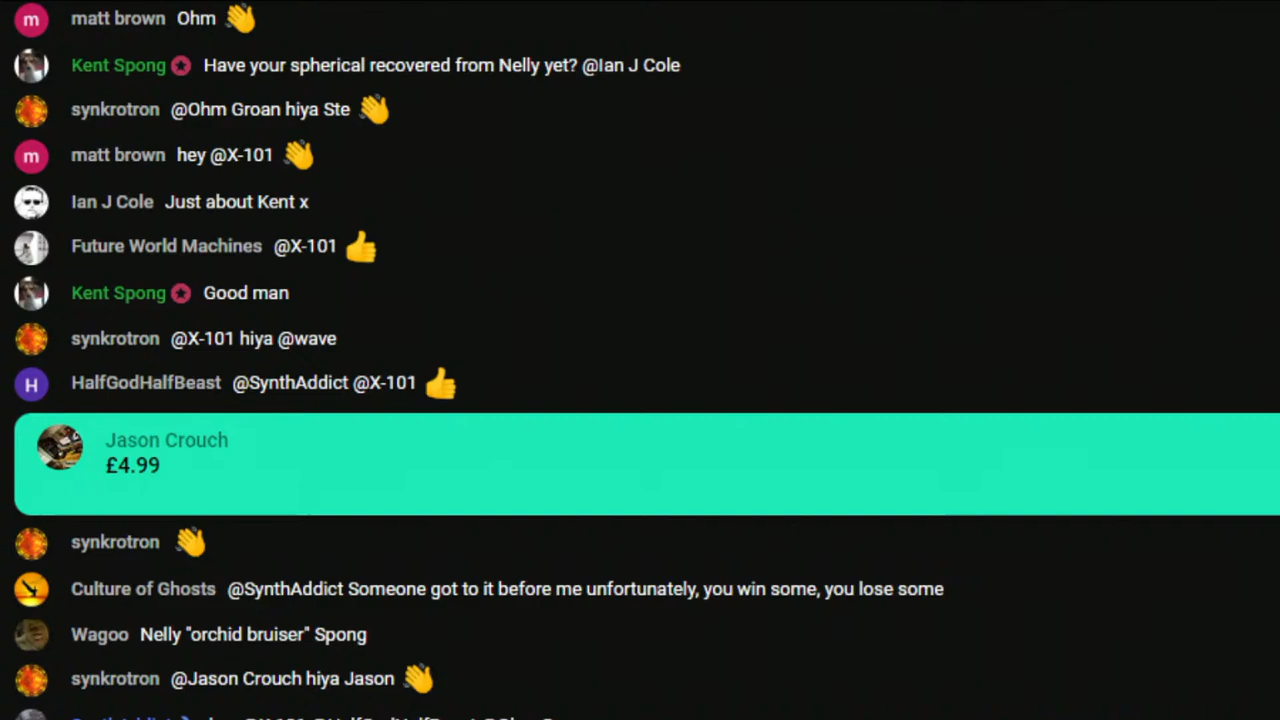 m matt brown Ohm 👋
Kent Spong Have your spherical recovered from Nelly yet? @Ian J Cole
synkrotron @Ohm Groan hiya Ste 👋
m matt brown hey @X-101 👋
Ian J Cole Just about Kent x
Future World Machines @X-101 👍
Kent Spong Good man
synkrotron @X-101 hiya @wave
H HalfGodHalfBeast @SynthAddict @X-101 👍
Jason Crouch
£4.99
synkrotron 👋
Culture of Ghosts @SynthAddict Someone got to it before me unfortunately, you win some, you lose some
Wagoo Nelly "orchid bruiser" Spong
synkrotron @Jason Crouch hiya Jason 👋